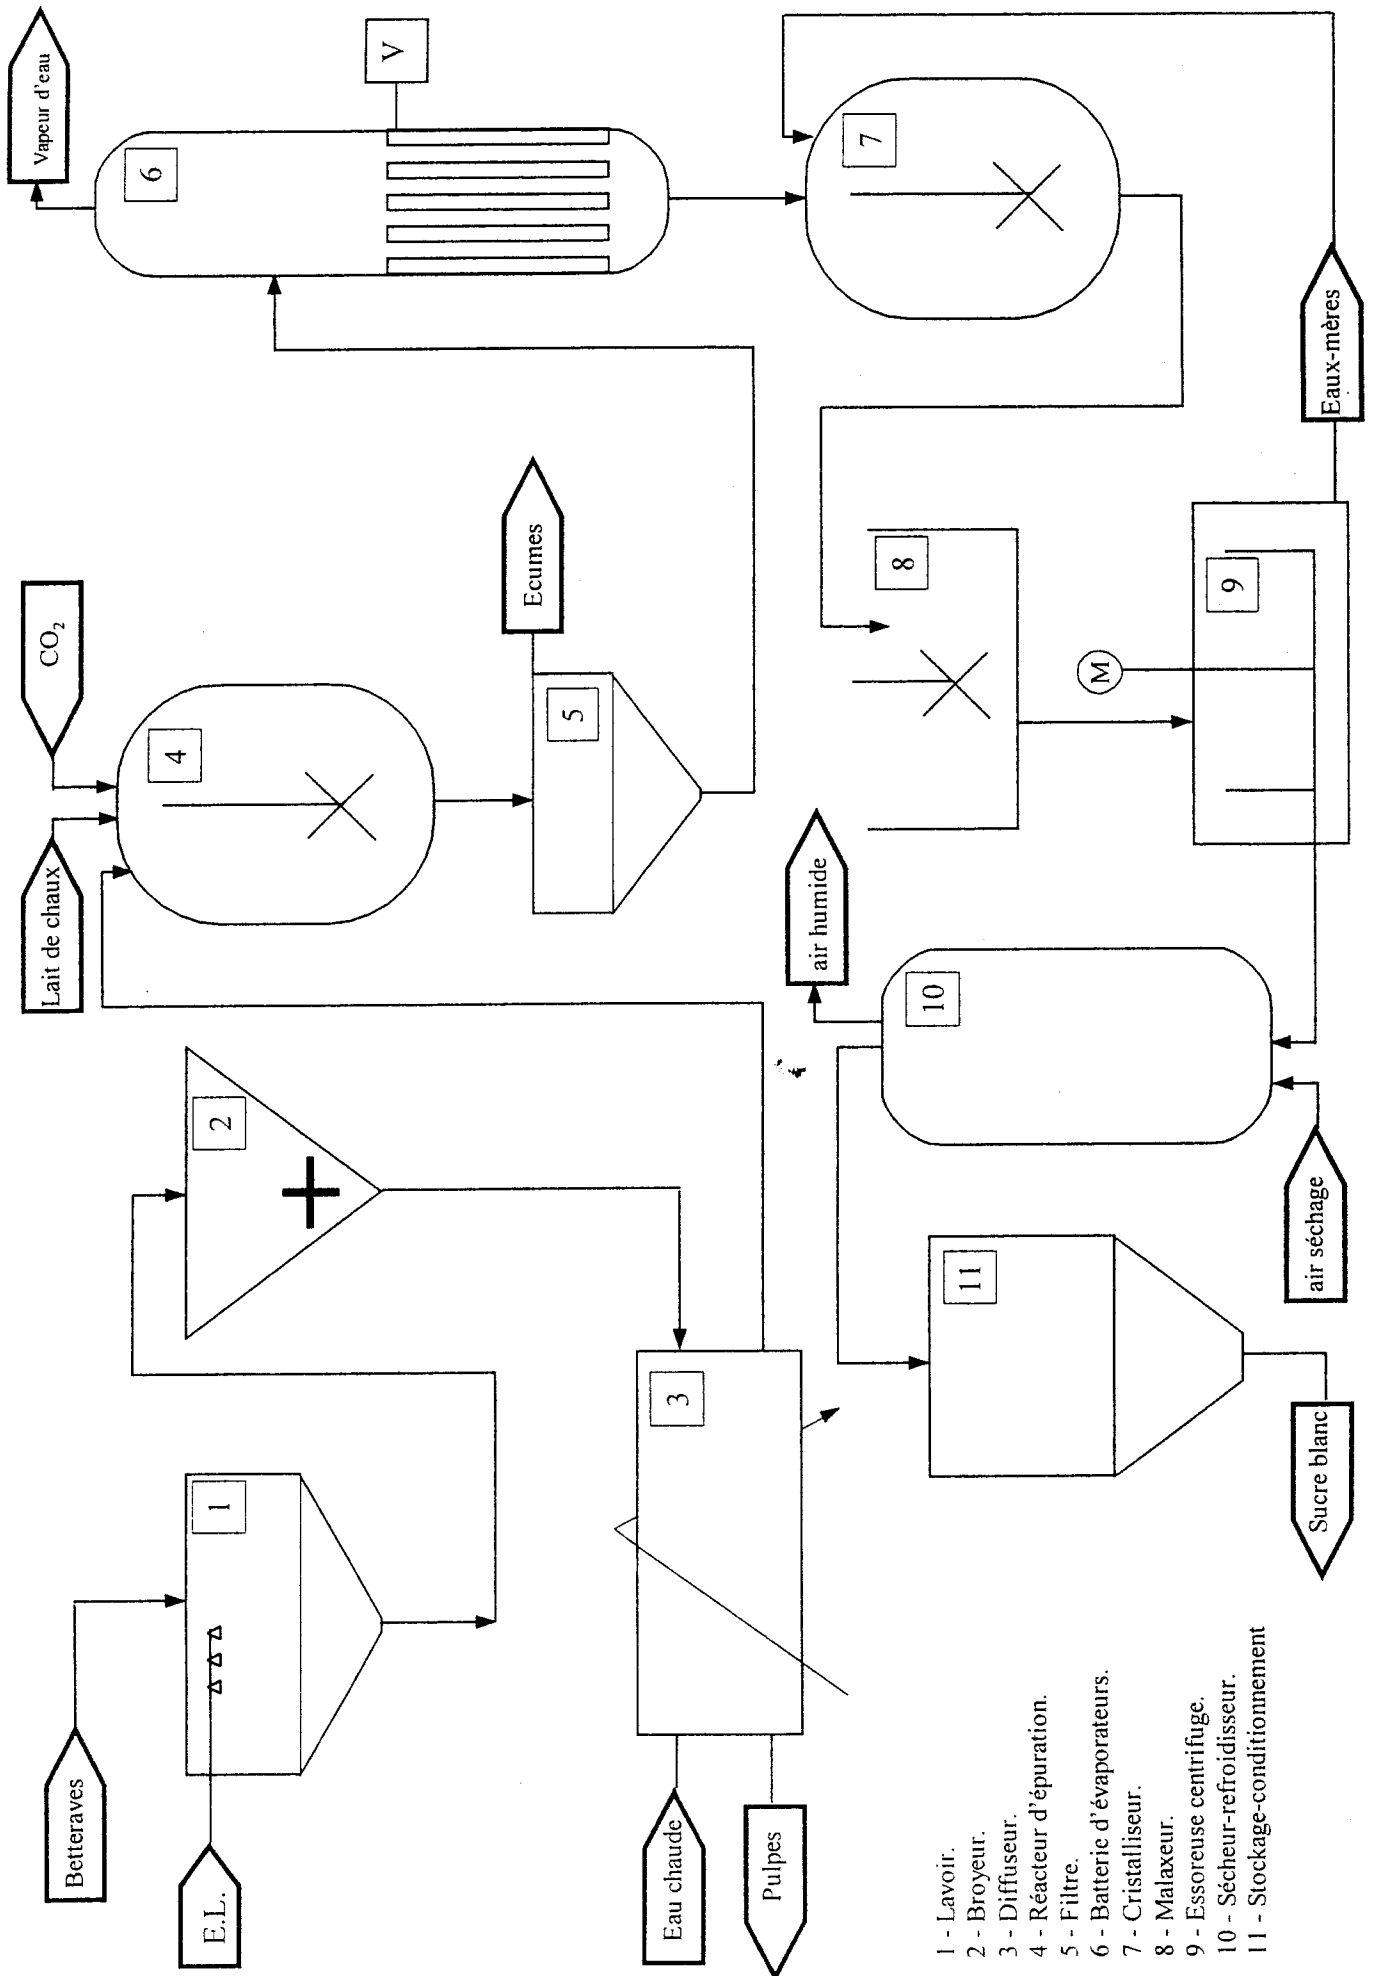 Betteraves
E.L.
1
2
Eau chaude
Pulpes
3
Lait de chaux
CO2
4
5
Ecumes
Vapeur d'eau
6
V
7
8
M
9
Eaux-mères
air humide
10
air séchage
11
Sucre blanc
1 - Lavoir.
2 - Broyeur.
3 - Diffuseur.
4 - Réacteur d'épuration.
5 - Filtre.
6 - Batterie d'évaporateurs.
7 - Cristalliseur.
8 - Malaxeur.
9 - Essoreuse centrifuge.
10 - Sécheur-refroidisseur.
11 - Stockage-conditionnement